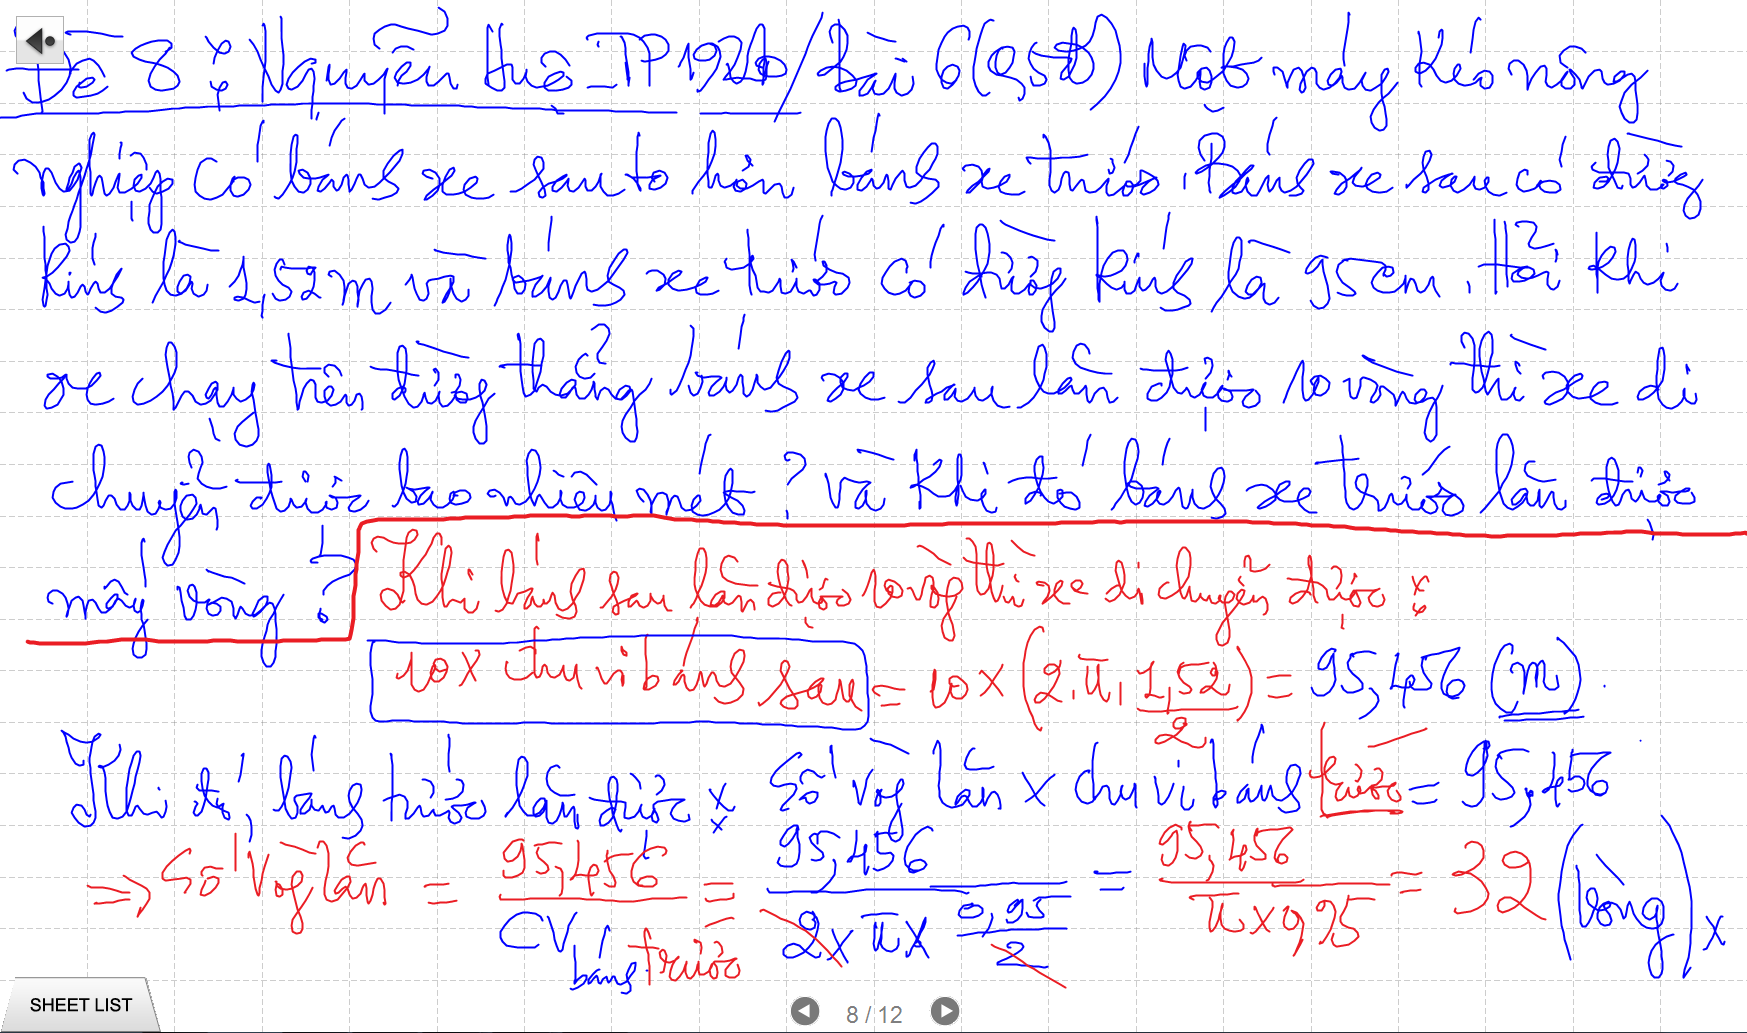 Đề 8 : Nguyễn Huệ _TP 1920/ Bài 6(0,5đ) Một máy kéo nông
nghiệp có bánh xe sau to hơn bánh xe trước. Bánh xe sau có đường
kính là 1,52m và bánh xe trước có đường kính là 95cm. Hỏi khi
xe chạy trên đường thẳng bánh xe sau lăn được 10 vòng thì xe di
chuyển được bao nhiêu mét? và khi đó bánh xe trước lăn được
mấy vòng?
Khi bánh sau lăn được 10 vòng thì xe di chuyển được :
10 x chu vi bánh sau = 10 x (2.π.1,52/2) = 95,456 (m).
Khi đó, bánh trước lăn được : Số vòg lăn x chu vi bánh trước = 95,456
=> Số vòg lăn = 95,456/CV bánh trước = 95,456/(2 x π x 0,95/2) = 95,456/(π x 0,95) = 32 (vòng)
SHEET LIST
8 / 12